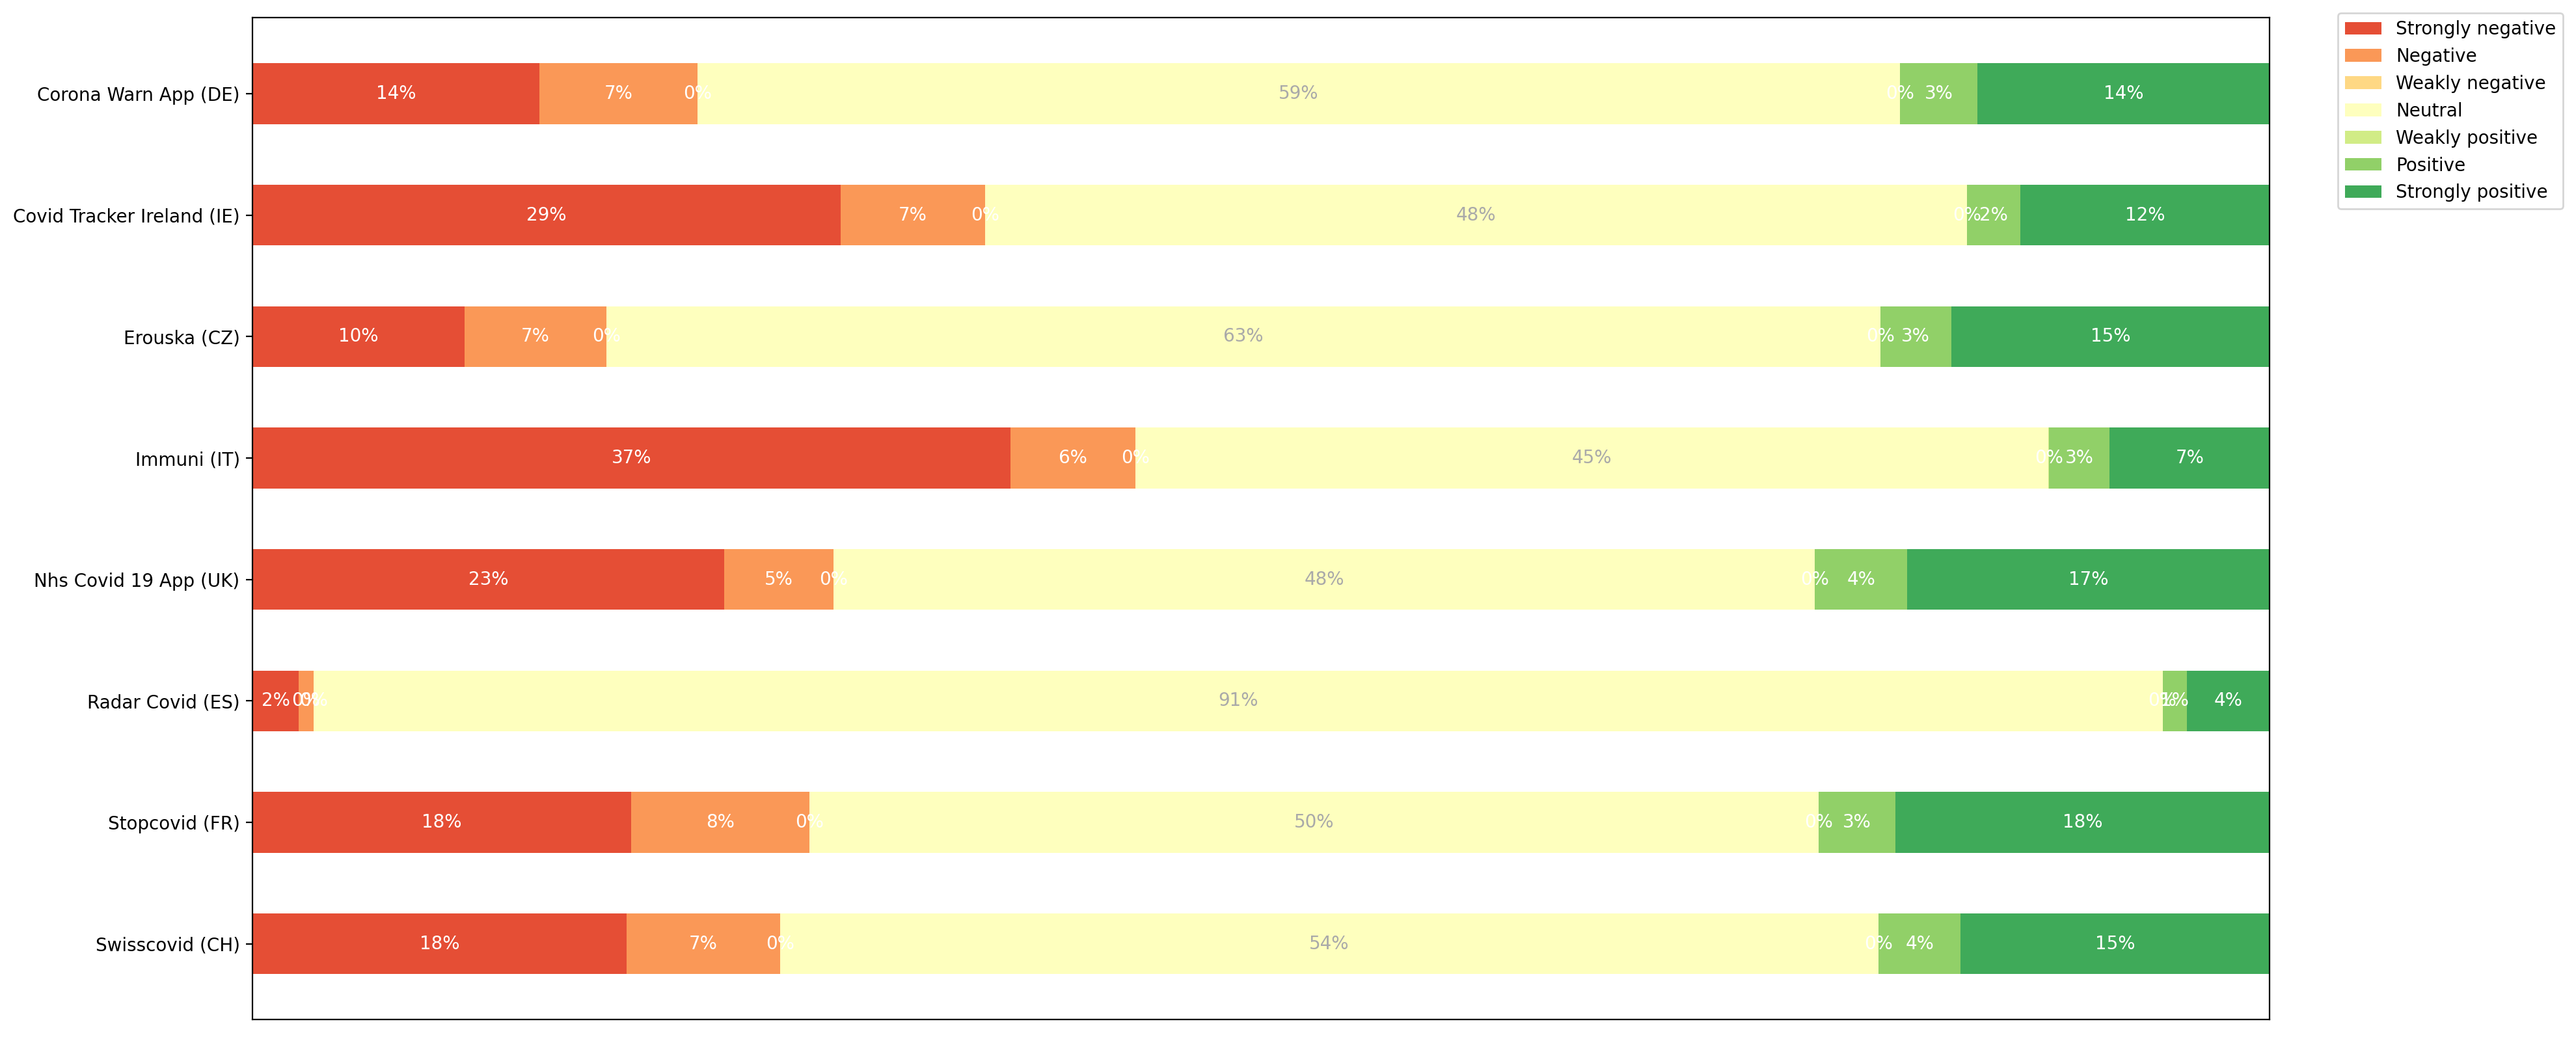 Corona Warn App (DE) 14% 7% 0% 59% 0% 3% 14%
Covid Tracker Ireland (IE) 29% 7% 0% 48% 0% 2% 12%
Erouska (CZ) 10% 7% 0% 63% 0% 3% 15%
Immuni (IT) 37% 6% 0% 45% 0% 3% 7%
Nhs Covid 19 App (UK) 23% 5% 0% 48% 0% 4% 17%
Radar Covid (ES) 2% 0% 0% 91% 0% 1% 4%
Stopcovid (FR) 18% 8% 0% 50% 0% 3% 18%
Swisscovid (CH) 18% 7% 0% 54% 0% 4% 15%
Strongly negative
Negative
Weakly negative
Neutral
Weakly positive
Positive
Strongly positive